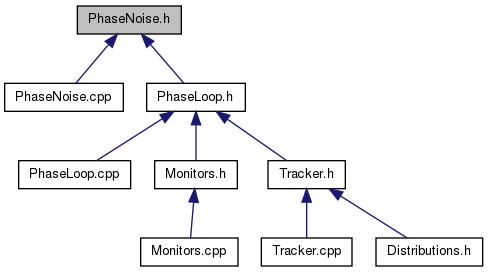 PhaseNoise.h
PhaseNoise.cpp
PhaseLoop.h
PhaseLoop.cpp
Monitors.h
Tracker.h
Monitors.cpp
Tracker.cpp
Distributions.h